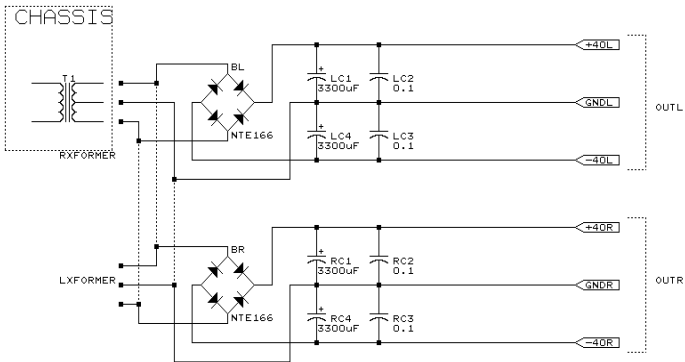 CHASSIS
T1
RXFORMER
BL
NTE166
+
LC1
3300uF
LC2
0.1
+
LC4
3300uF
LC3
0.1
+40L
GNDL
-40L
OUTL
LXFORMER
BR
NTE166
+
RC1
3300uF
RC2
0.1
+
RC4
3300uF
RC3
0.1
+40R
GNDR
-40R
OUTR